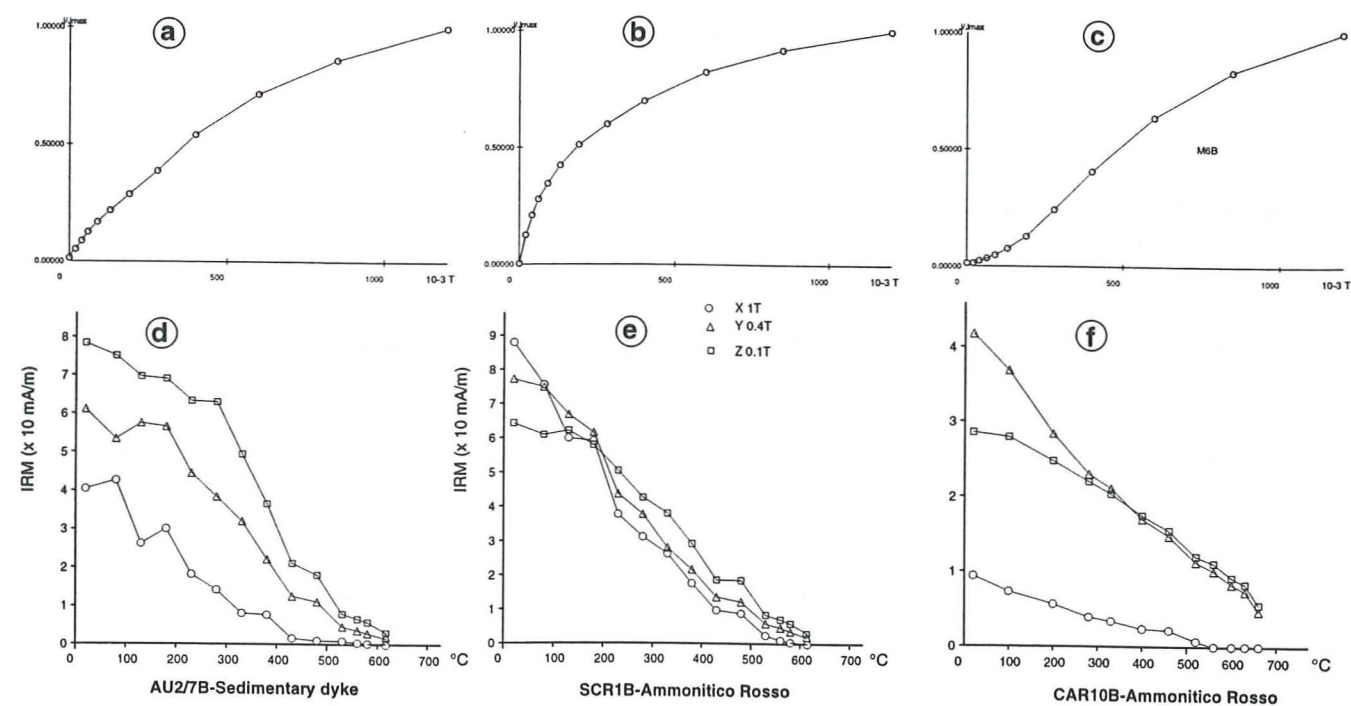 a
J/Jmax
1.00000
0.50000
0.00000
0
500
1000
10-3 T
b
J/Jmax
1.00000
0.50000
0.00000
0
500
1000
10-3 T
c
J/Jmax
1.00000
0.50000
0.00000
M6B
0
500
1000
10-3 T
d
IRM (x 10 mA/m)
8
7
6
5
4
3
2
1
0
0 100 200 300 400 500 600 700 °C
AU2/7B-Sedimentary dyke
e
X 1T
Y 0.4T
Z 0.1T
IRM (x 10 mA/m)
9
8
7
6
5
4
3
2
1
0
0 100 200 300 400 500 600 700 °C
SCR1B-Ammonitico Rosso
f
4
3
2
1
0
0 100 200 300 400 500 600 700 °C
CAR10B-Ammonitico Rosso